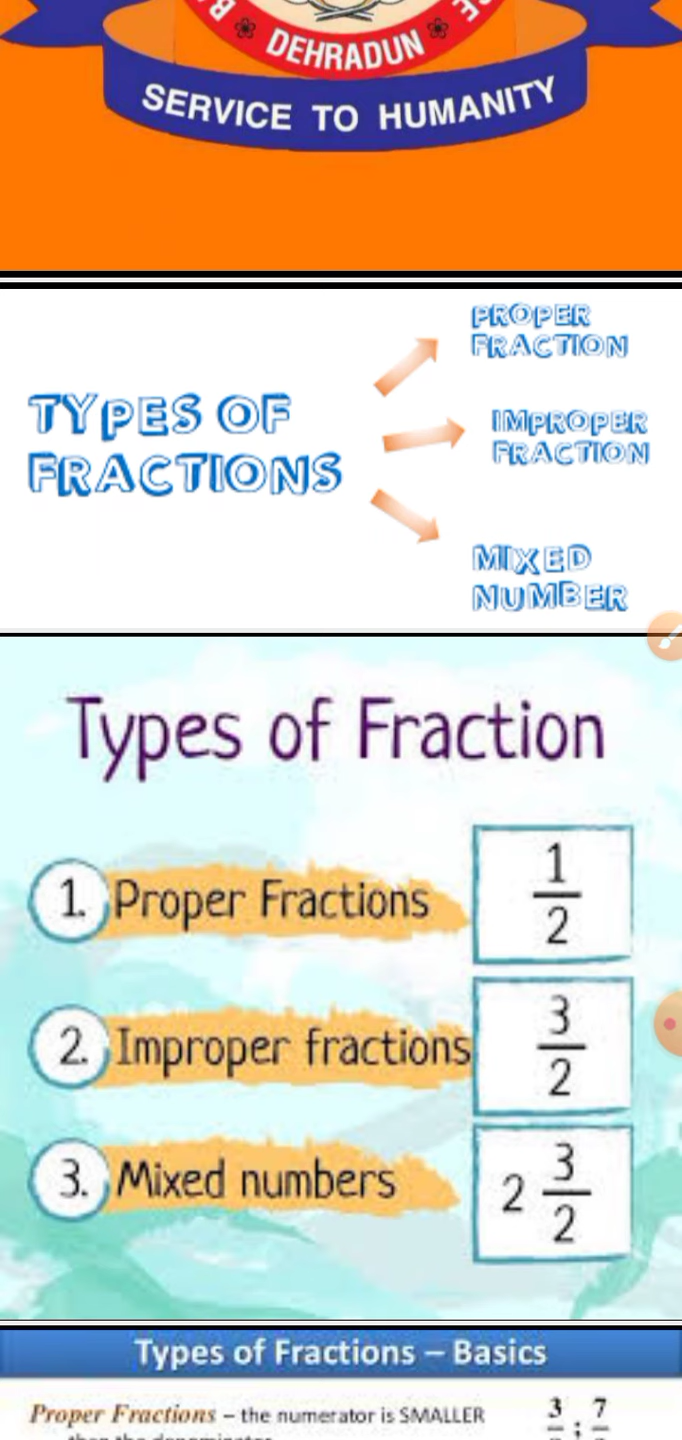 DEHRADUN
SERVICE TO HUMANITY
TYPES OF
FRACTIONS
PROPER
FRACTION
IMPROPER
FRACTION
MIXED
NUMBER
Types of Fraction
1. Proper Fractions 1/2
2. Improper fractions 3/2
3. Mixed numbers 2 3/2
Types of Fractions – Basics
Proper Fractions – the numerator is SMALLER
3 ; 7